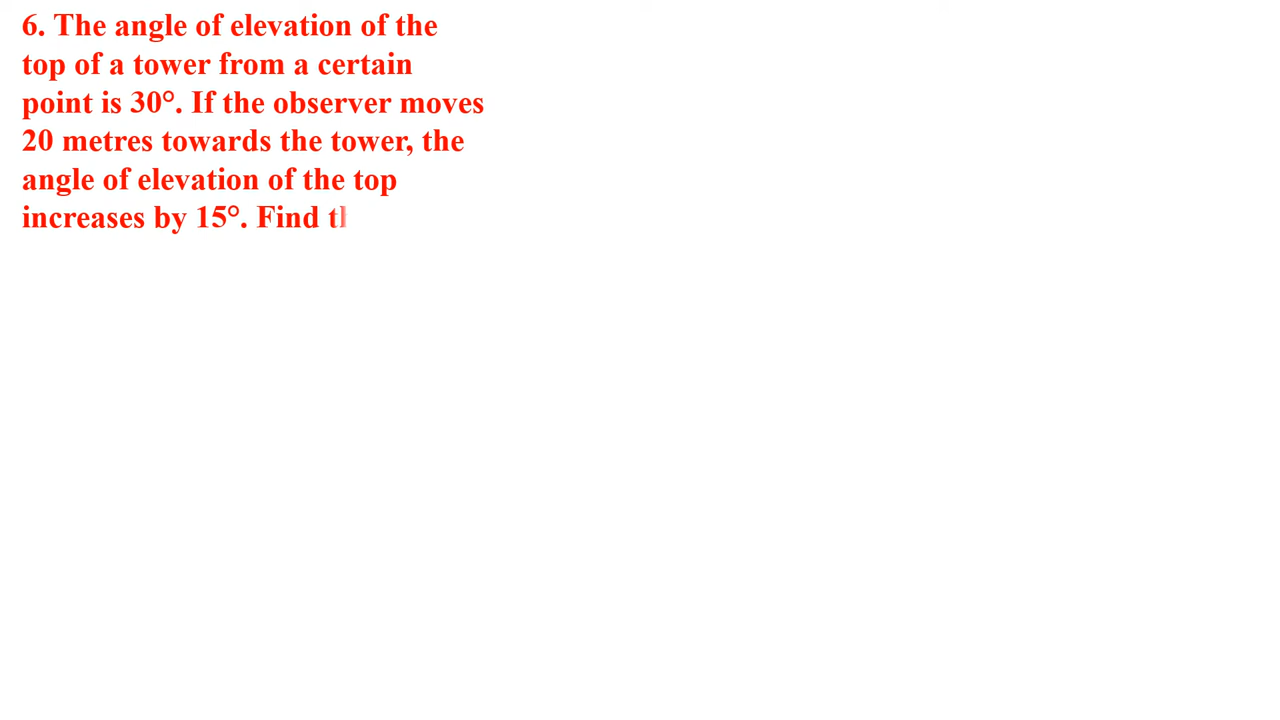 6. The angle of elevation of the
top of a tower from a certain
point is 30°. If the observer moves
20 metres towards the tower, the
angle of elevation of the top
increases by 15°. Find